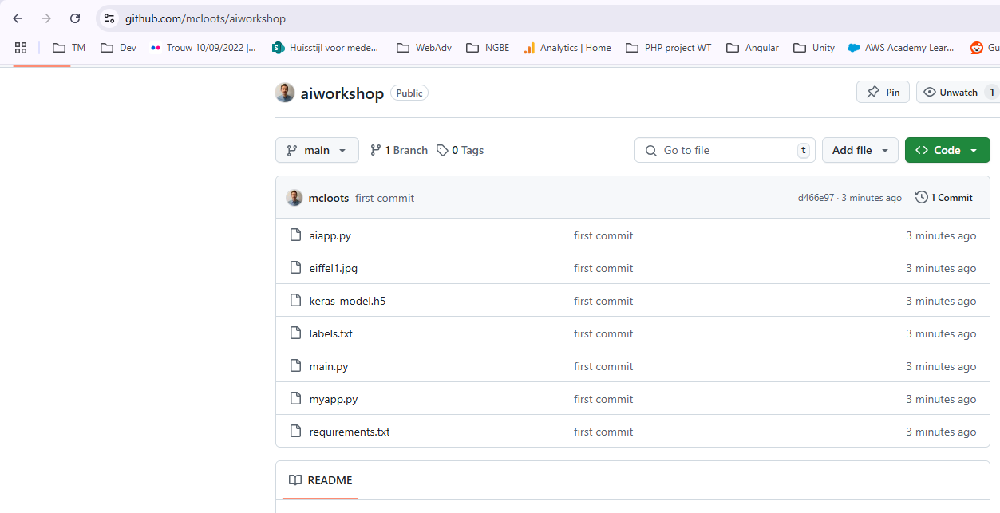 github.com/mcloots/aiworkshop
TM Dev Trouw 10/09/2022 |... Huisstijl voor mede... WebAdv NGBE Analytics | Home PHP project WT Angular Unity AWS Academy Lear... Gu
aiworkshop Public Pin Unwatch 1
main 1 Branch 0 Tags Go to file t Add file <> Code
mcloots first commit d466e97 · 3 minutes ago 1 Commit
aiapp.py first commit 3 minutes ago
eiffel1.jpg first commit 3 minutes ago
keras_model.h5 first commit 3 minutes ago
labels.txt first commit 3 minutes ago
main.py first commit 3 minutes ago
myapp.py first commit 3 minutes ago
requirements.txt first commit 3 minutes ago
README